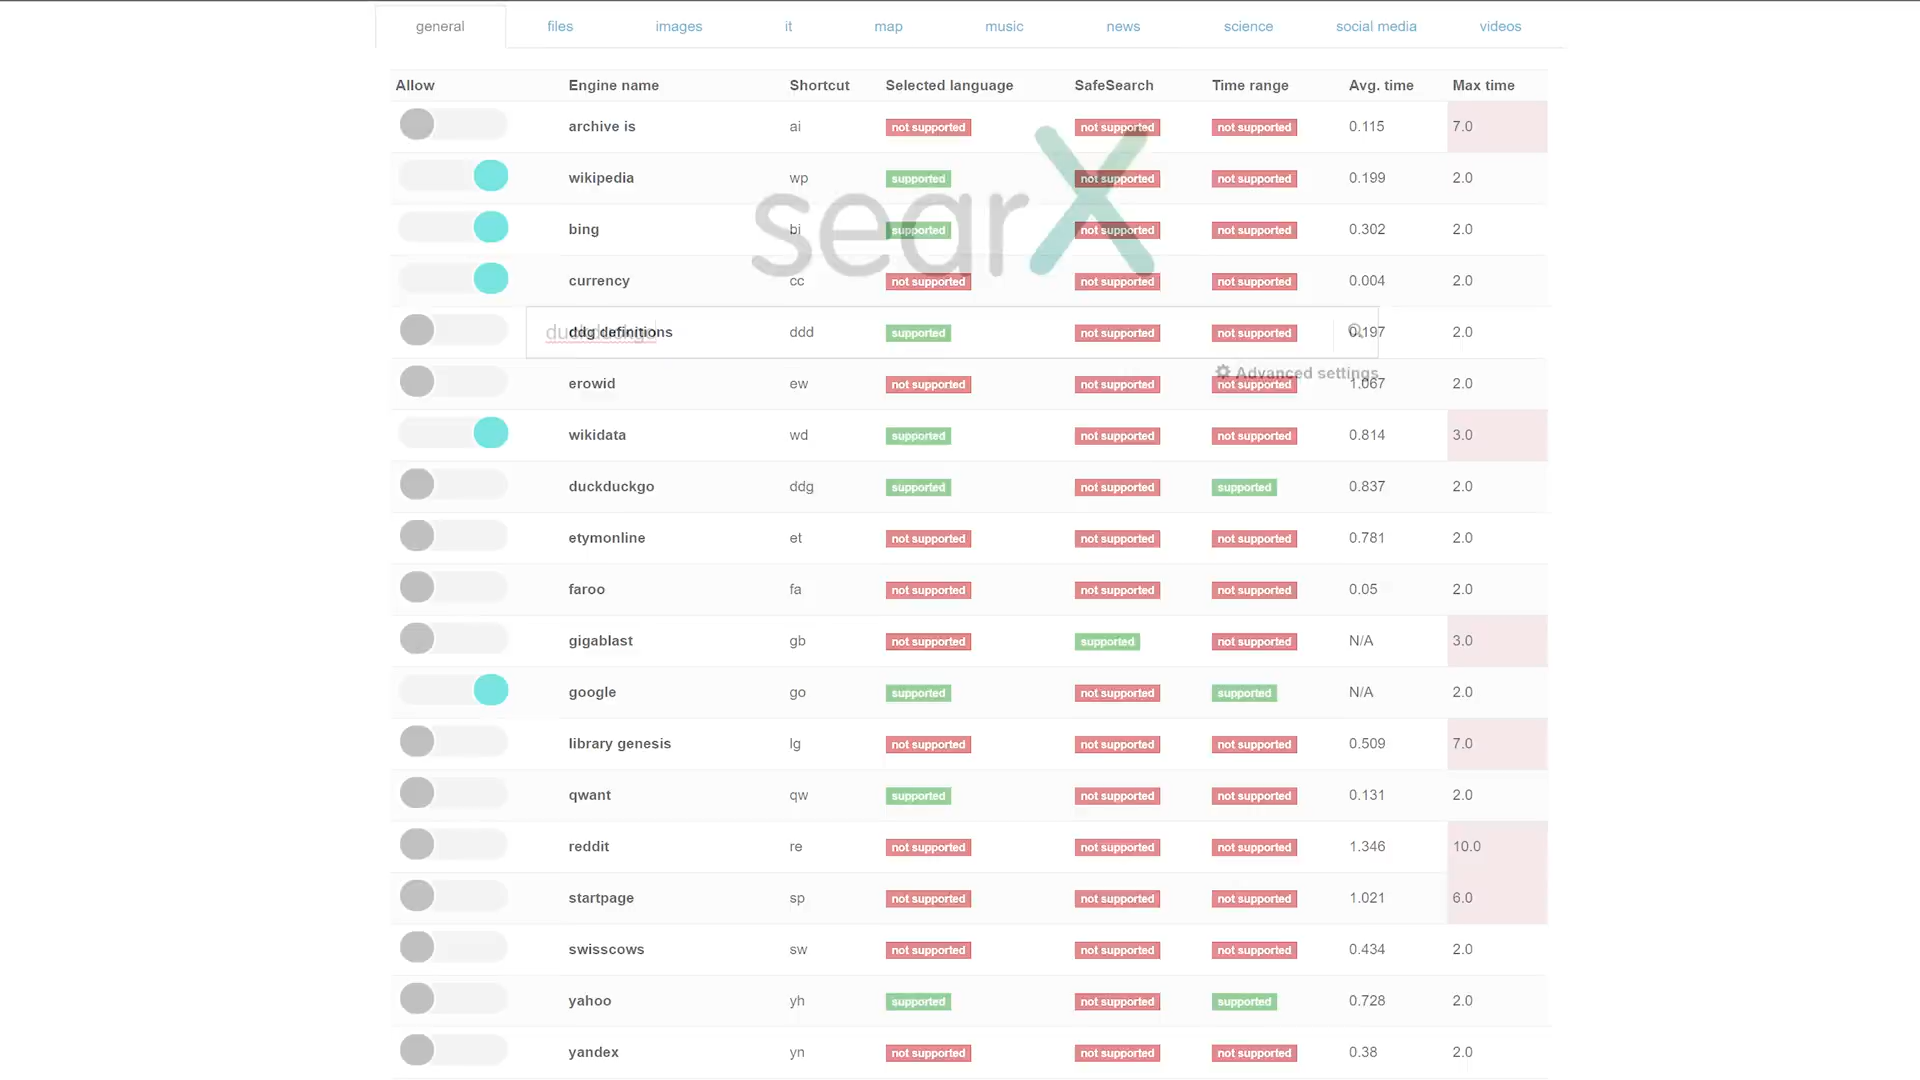 general files images it map music news science social media videos
Allow Engine name Shortcut Selected language SafeSearch Time range Avg. time Max time
archive is ai not supported not supported not supported 0.115 7.0
wikipedia wp supported not supported not supported 0.199 2.0
searX
bing bi supported not supported not supported 0.302 2.0
currency cc not supported not supported not supported 0.004 2.0
duckduckgo
ddg definitions ddd supported not supported not supported 0.197 2.0
Advanced settings
erowid ew not supported not supported not supported 1.067 2.0
wikidata wd supported not supported not supported 0.814 3.0
duckduckgo ddg supported not supported supported 0.837 2.0
etymonline et not supported not supported not supported 0.781 2.0
faroo fa not supported not supported not supported 0.05 2.0
gigablast gb not supported supported not supported N/A 3.0
google go supported not supported supported N/A 2.0
library genesis lg not supported not supported not supported 0.509 7.0
qwant qw supported not supported not supported 0.131 2.0
reddit re not supported not supported not supported 1.346 10.0
startpage sp not supported not supported not supported 1.021 6.0
swisscows sw not supported not supported not supported 0.434 2.0
yahoo yh supported not supported supported 0.728 2.0
yandex yn not supported not supported not supported 0.38 2.0